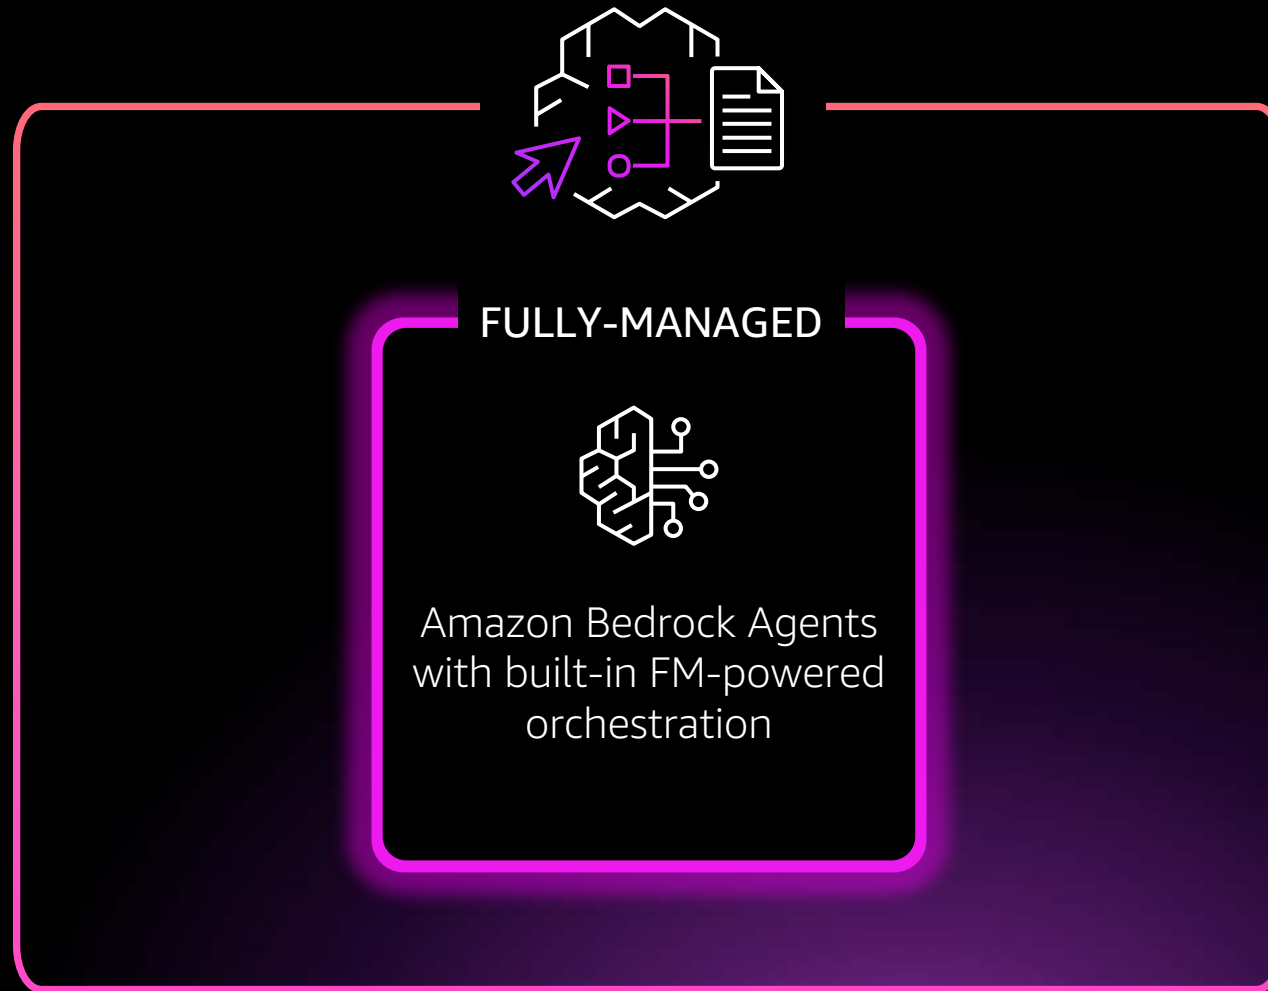 FULLY-MANAGED
Amazon Bedrock Agents
with built-in FM-powered
orchestration